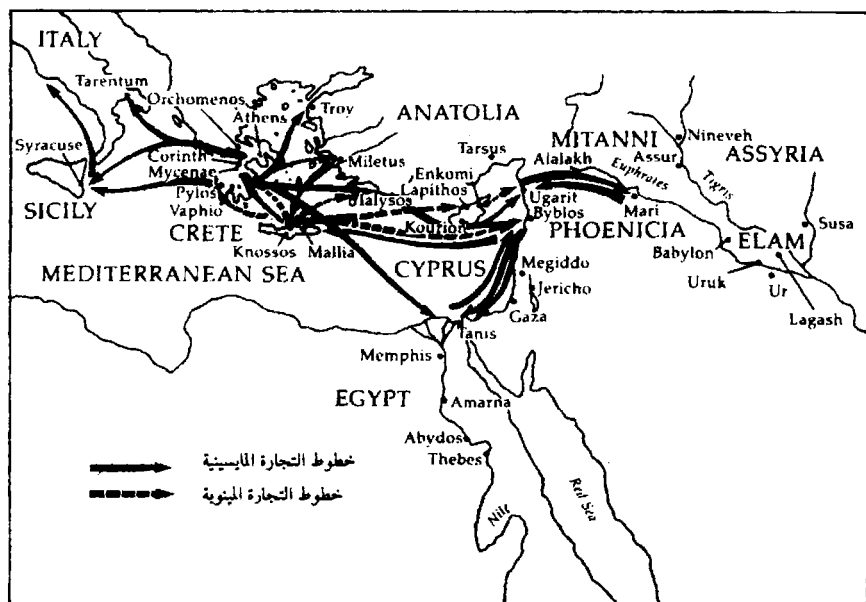 ITALY
Tarentum
Orchomenos
Athens
Troy
ANATOLIA
Syracuse
Corinth
Mycenae
Pylos
Vaphio
SICILY
Miletus
Tarsus
Enkomi
Lapithos
Ialysos
Kourion
CRETE
Knossos
Mallia
MEDITERRANEAN SEA
CYPRUS
MITANNI
Alalakh
Euphrates
Ugarit
Byblos
PHOENICIA
Mari
Nineveh
Assur
ASSYRIA
Tigris
Susa
Babylon
ELAM
Uruk
Ur
Lagash
Megiddo
Jericho
Gaza
Tanis
Memphis
EGYPT
Amarna
Abydos
Thebes
Nile
Red Sea
خطوط التجارة المايسينية
خطوط التجارة المينوية